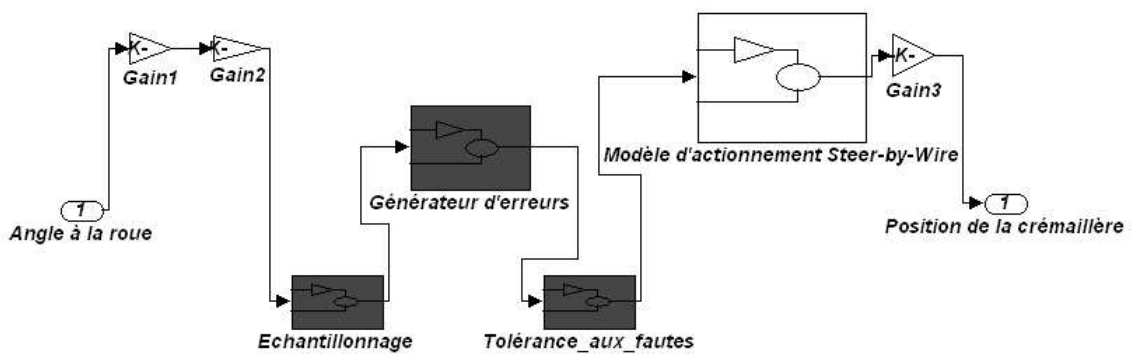 1
Angle à la roue
K-
Gain1
K-
Gain2
Echantillonnage
Générateur d'erreurs
Tolérance_aux_fautes
Modèle d'actionnement Steer-by-Wire
K-
Gain3
1
Position de la crémaillère